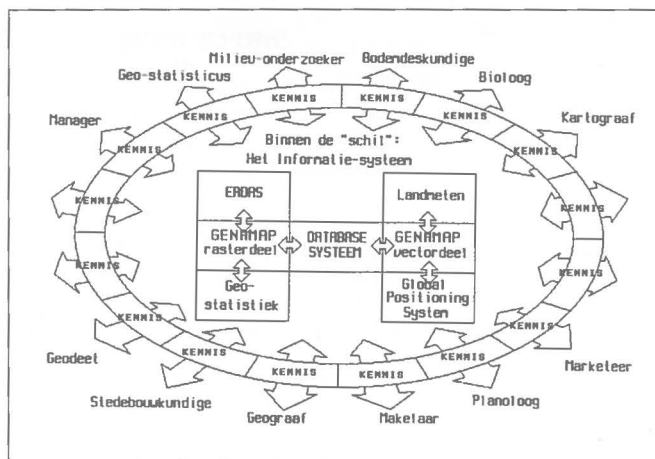 Milieu-onderzoeker
Bodendeskundige
Geo-statisticus
Bioloog
Manager
Kartograaf
KENNIS
KENNIS
KENNIS
KENNIS
KENNIS
KENNIS
KENNIS
KENNIS
Binnen de "schil":
Het Informatie-systeem
ERDAS
Landmeten
GENAMAP
rasterdeel
DATABASE
SYSTEEM
GENAMAP
vectordeel
Geo-
statistiek
Global
Positioning
System
KENNIS
KENNIS
KENNIS
KENNIS
KENNIS
KENNIS
KENNIS
KENNIS
Geodeet
Marketeer
Stedebouwkundige
Planoloog
Geograaf
Makelaar